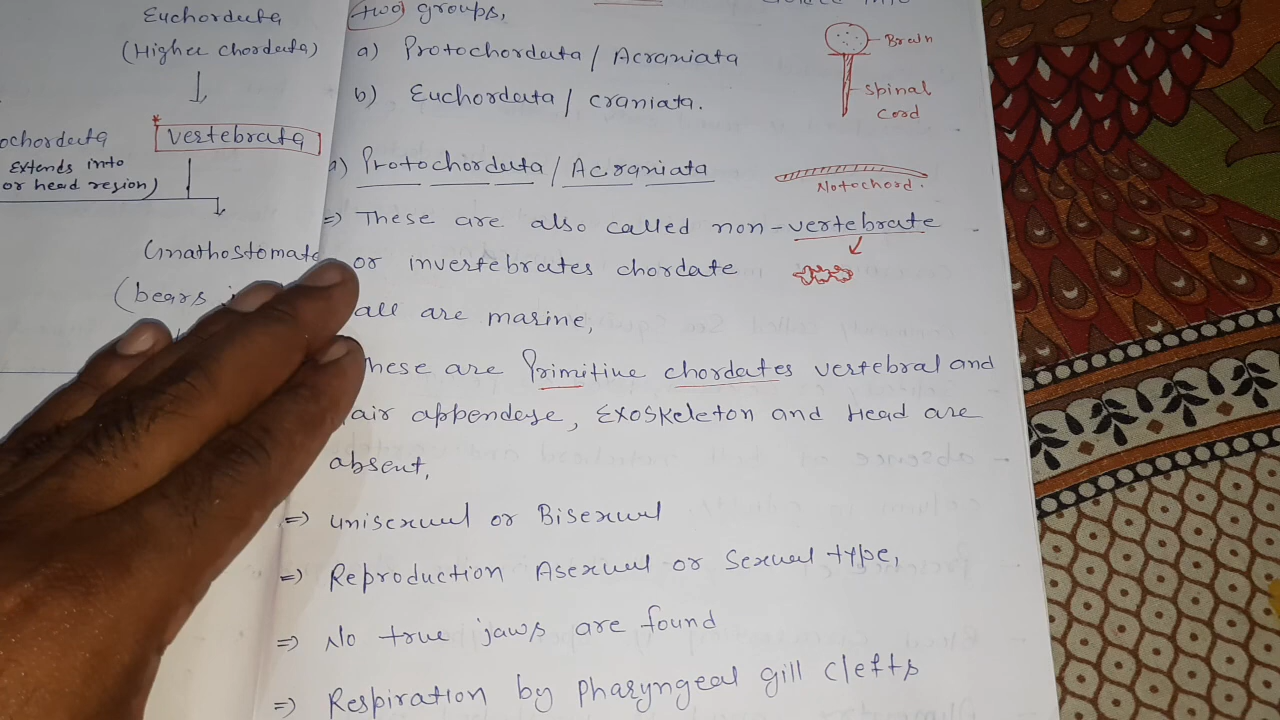 Euchordata
(Higher chordata)
ochordata
Extends into
or head region)
* Vertebrata
Gnathostomata
(bears
two groups,
a) Protochordata / Acraniata
b) Euchordata / craniata.
Brain
Spinal
Cord
a) Protochordata / Acraniata
Notochord.
=) These are also called non-vertebrate
or invertebrates chordate
all are marine,
hese are Primitive chordates vertebral and
air appendage, Exoskeleton and Head are
absent,
=) Unisexual or Bisexual
=) Reproduction Asexual or Sexual type,
=) No true jaws are found
=) Respiration by Pharyngeal gill clefts